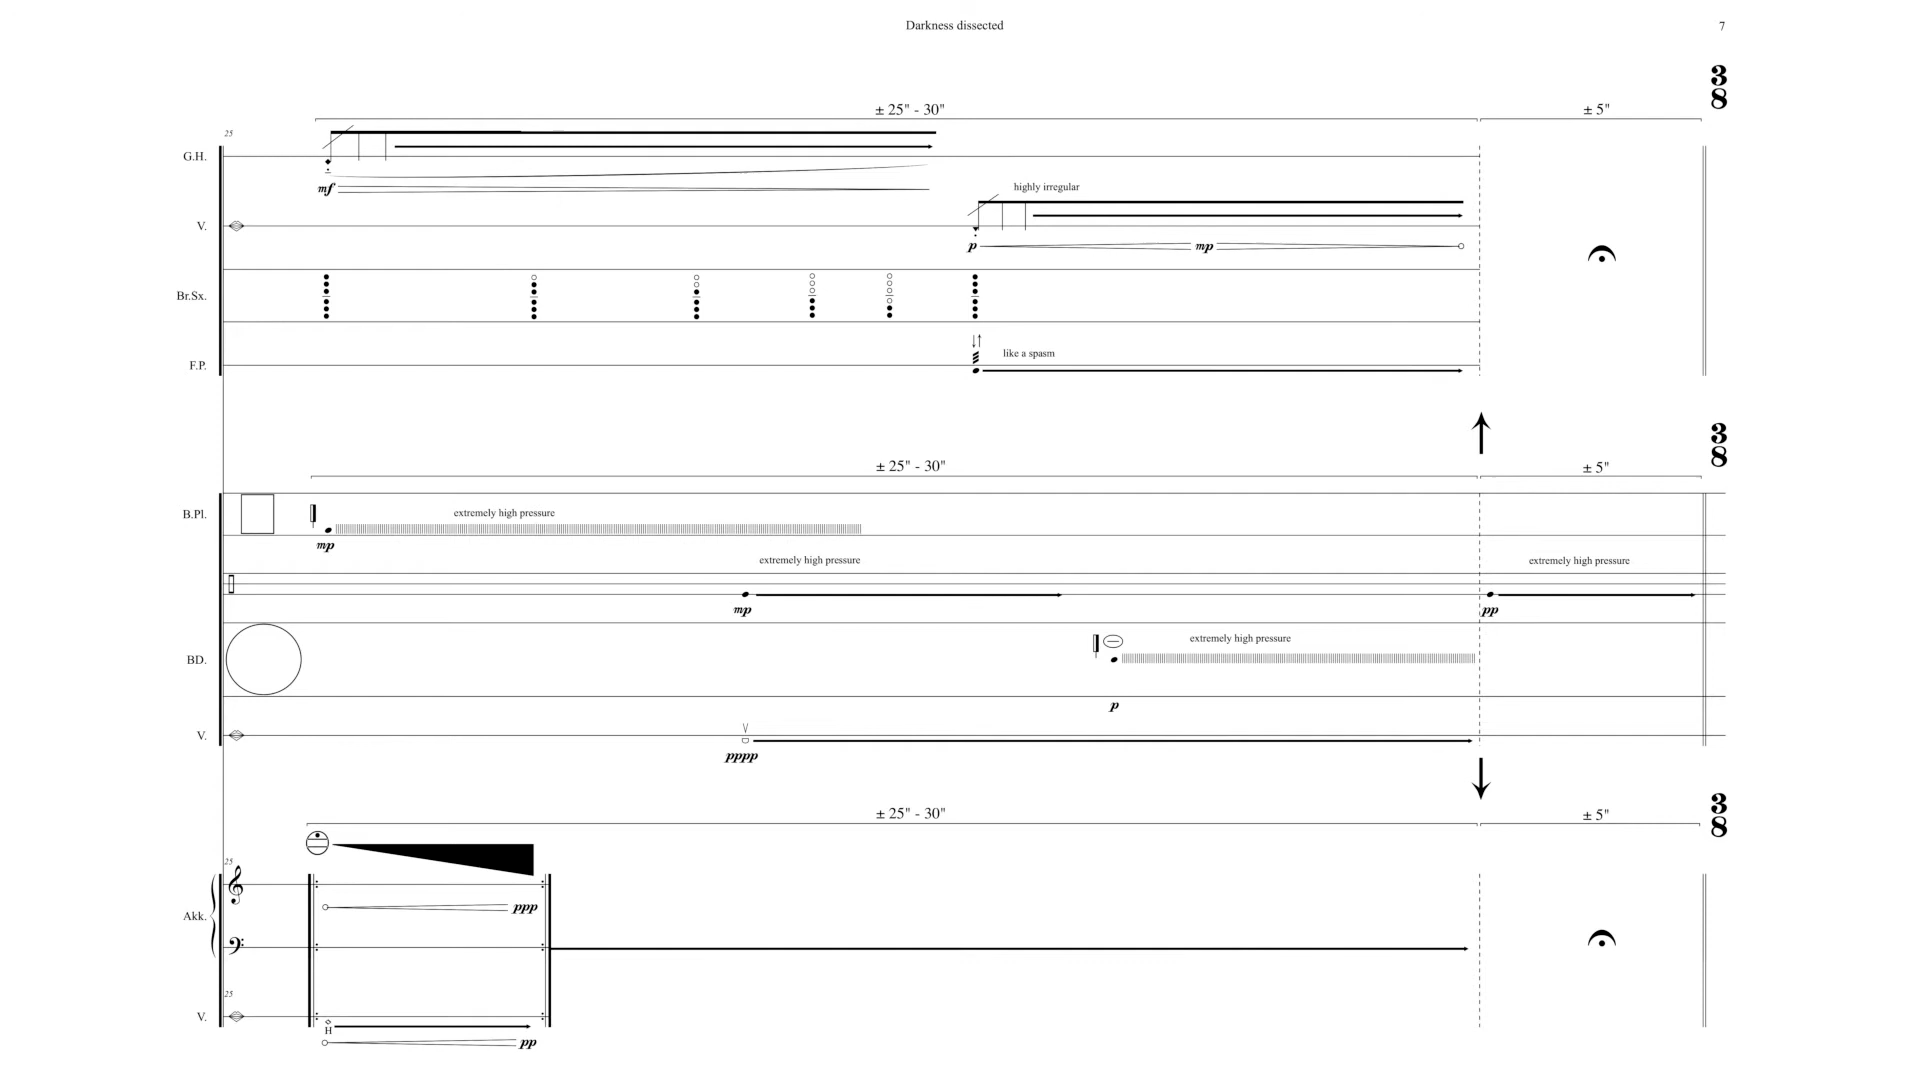 Darkness dissected
7
3
8
± 25" - 30"
± 5"
25
G.H.
mf
highly irregular
V.
p
mp
Br.Sx.
like a spasm
F.P.
3
8
± 25" - 30"
± 5"
B.Pl.
extremely high pressure
mp
extremely high pressure
extremely high pressure
mp
pp
extremely high pressure
BD.
p
V.
pppp
3
8
± 25" - 30"
± 5"
25
ppp
Akk.
25
V.
H
pp